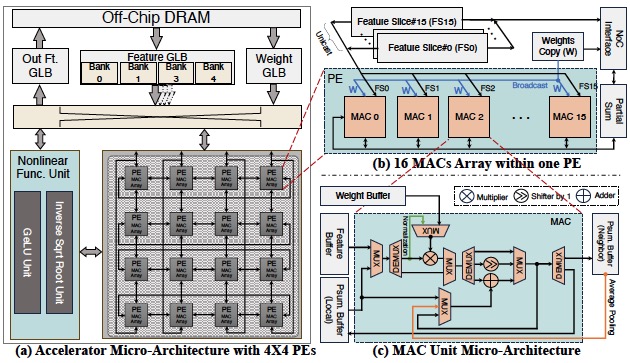 Off-Chip DRAM
Out Ft.
GLB
Feature GLB
Bank
0
Bank
1
Bank
3
Bank
4
Weight
GLB
Nonlinear
Func. Unit
GeLU Unit
Inverse Sqrt Root Unit
PE
MAC
Array
PE
MAC
Array
PE
MAC
Array
PE
MAC
Array
PE
MAC
Array
PE
MAC
Array
PE
MAC
Array
PE
MAC
Array
PE
MAC
Array
PE
MAC
Array
PE
MAC
Array
PE
MAC
Array
PE
MAC
Array
PE
MAC
Array
PE
MAC
Array
PE
MAC
Array
(a) Accelerator Micro-Architecture with 4X4 PEs
Feature Slice#15 (FS15)
Feature Slice#0 (FS0)
Unicast
Weights
Copy (W)
NoC
Interface
Partial
Sum
PE
Broadcast
W
FS0
W
FS1
W
FS2
W
FS15
MAC 0
MAC 1
MAC 2
. . .
MAC 15
(b) 16 MACs Array within one PE
Weight Buffer
Multiplier
Shifter by 1
Adder
Feature
Buffer
Psum. Buffer
(Local)
MAC
Normalization
MUX
MUX
DEMUX
MUX
DEMUX
MUX
MUX
DEMUX
Psum. Buffer
(Neighbor)
Average Pooling
(c) MAC Unit Micro-Architecture